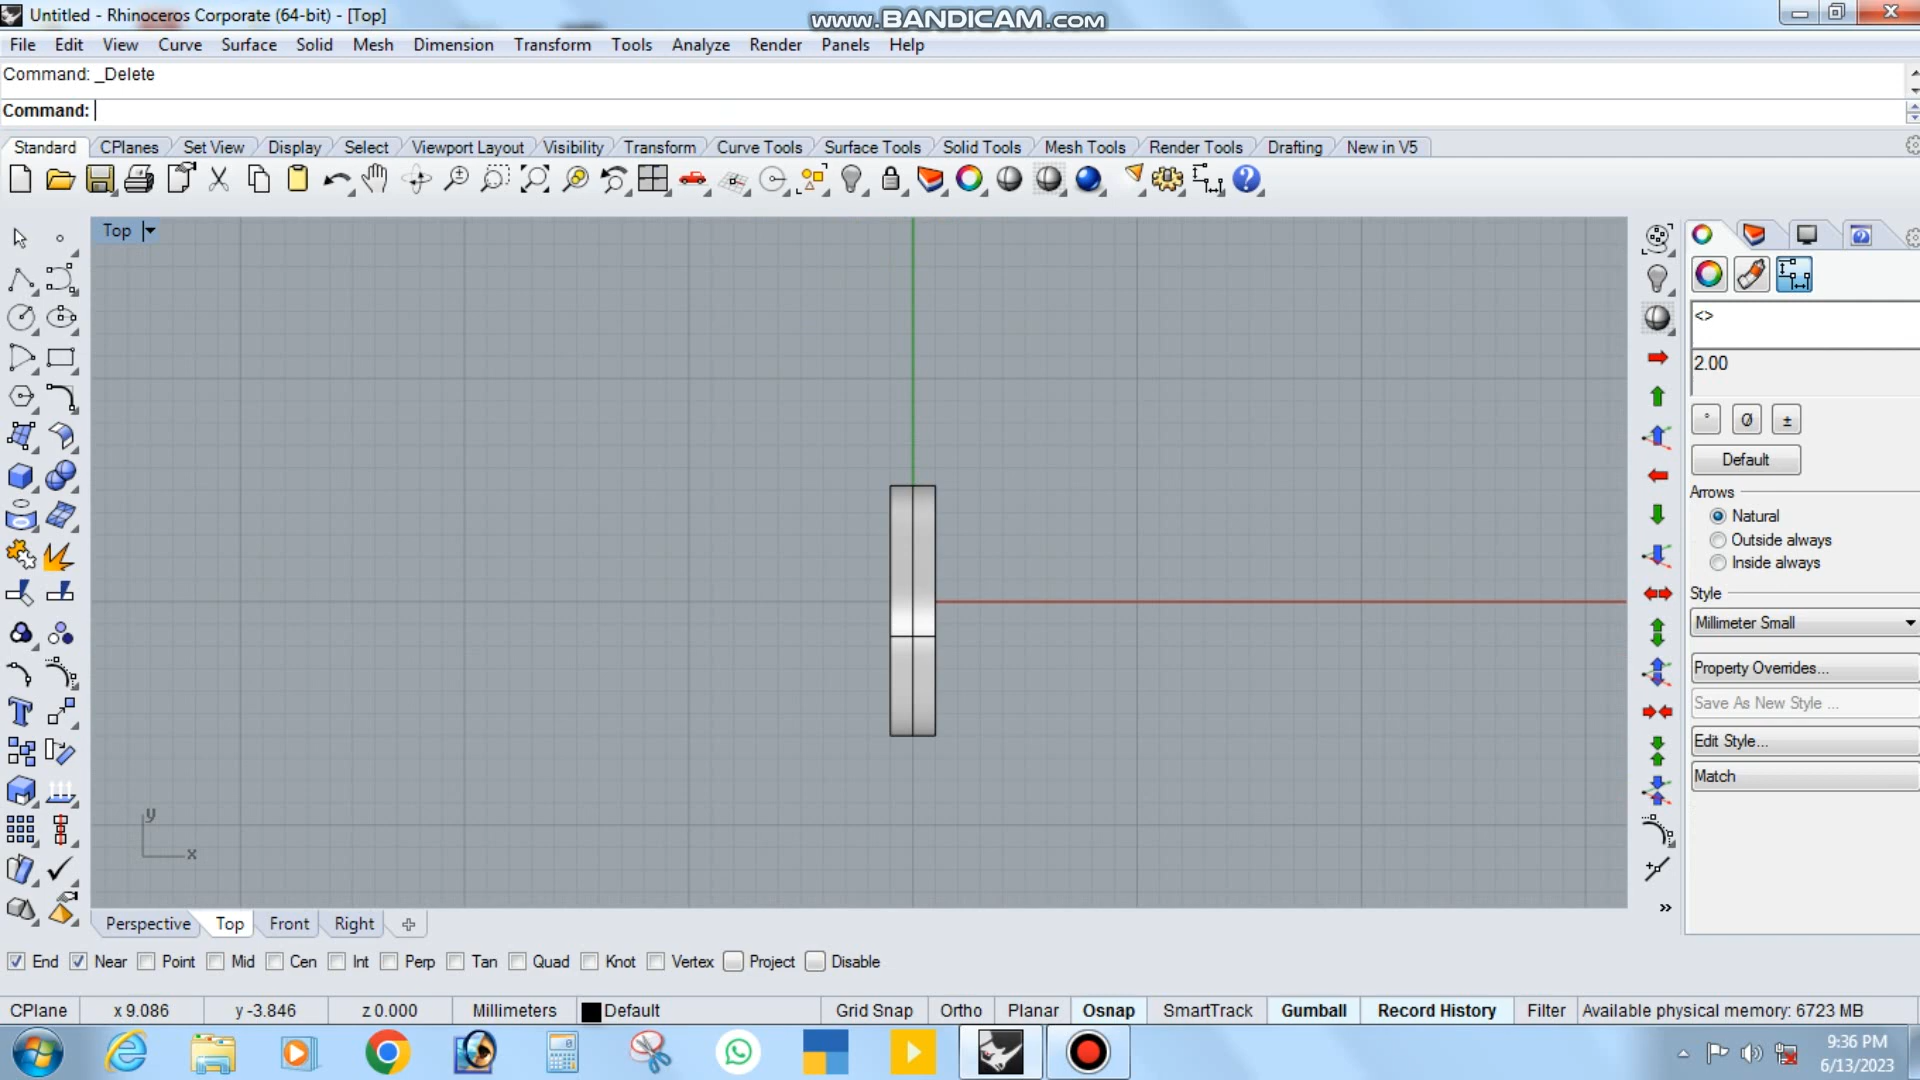 Untitled - Rhinoceros Corporate (64-bit) - [Top]
www.BANDICAM.com
File Edit View Curve Surface Solid Mesh Dimension Transform Tools Analyze Render Panels Help
Command: _Delete
Command:
Standard CPlanes Set View Display Select Viewport Layout Visibility Transform Curve Tools Surface Tools Solid Tools Mesh Tools Render Tools Drafting New in V5
Top
<>
2.00
° Ø ±
Default
Arrows
Natural
Outside always
Inside always
Style
Millimeter Small
Property Overrides...
Save As New Style ...
Edit Style...
Match
y
x
»
Perspective Top Front Right
End Near Point Mid Cen Int Perp Tan Quad Knot Vertex Project Disable
CPlane x 9.086 y -3.846 z 0.000 Millimeters Default Grid Snap Ortho Planar Osnap SmartTrack Gumball Record History Filter Available physical memory: 6723 MB
9:36 PM
6/13/2023